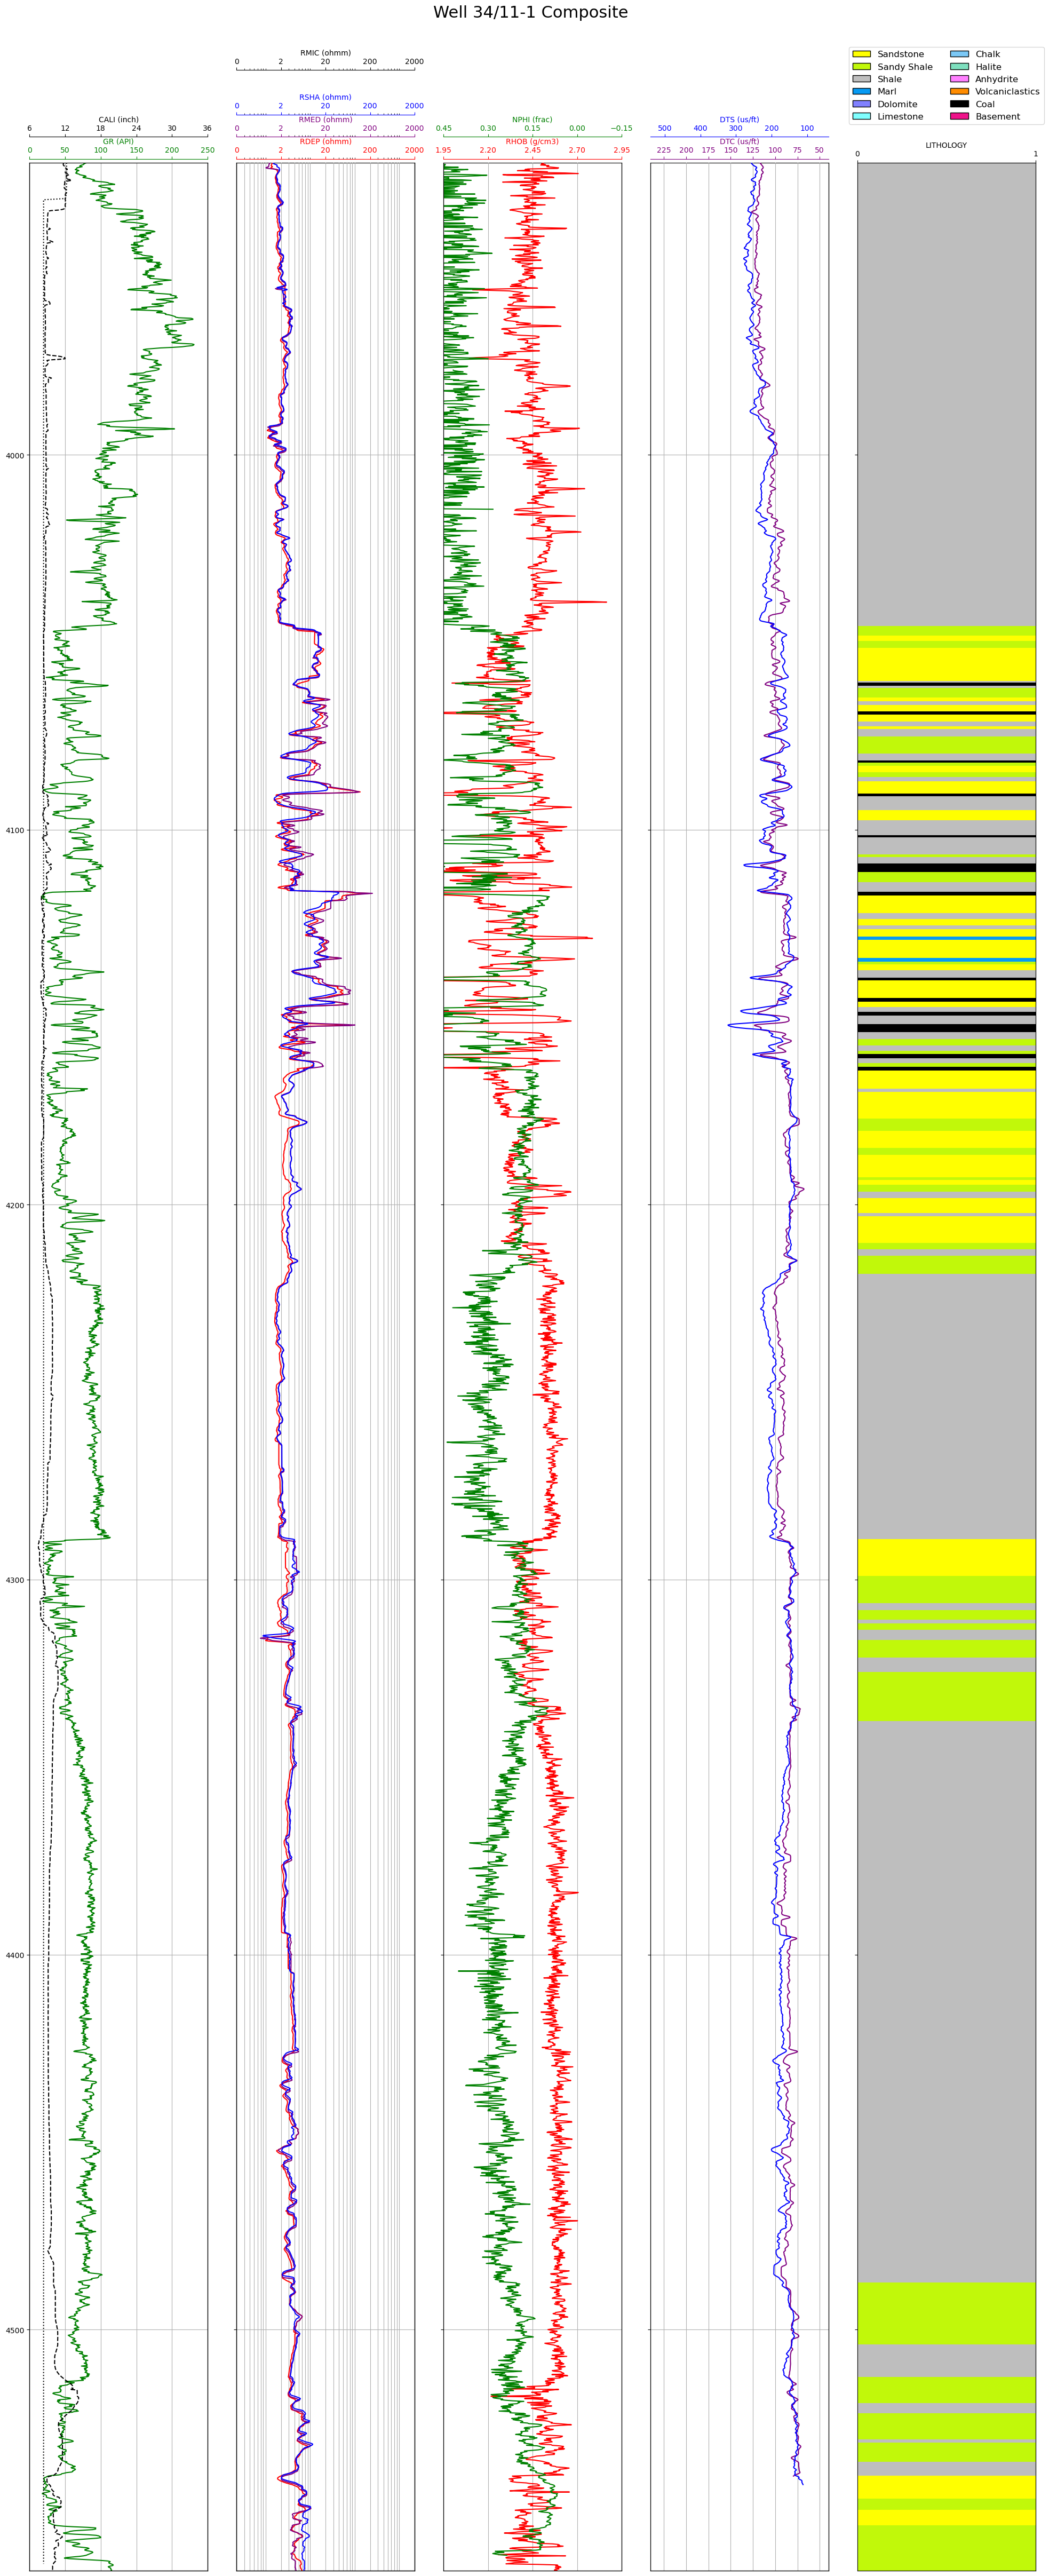 Well 34/11-1 Composite
RMIC (ohmm)
0 2 20 200 2000
Sandstone Chalk
Sandy Shale Halite
Shale Anhydrite
Marl Volcaniclastics
Dolomite Coal
Limestone Basement
RSHA (ohmm)
0 2 20 200 2000
CALI (inch) RMED (ohmm) NPHI (frac) DTS (us/ft)
6 12 18 24 30 36 0 2 20 200 2000 0.45 0.30 0.15 0.00 −0.15 500 400 300 200 100
GR (API) RDEP (ohmm) RHOB (g/cm3) DTC (us/ft) LITHOLOGY
0 50 100 150 200 250 0 2 20 200 2000 1.95 2.20 2.45 2.70 2.95 225 200 175 150 125 100 75 50 0 1
4000
4100
4200
4300
4400
4500